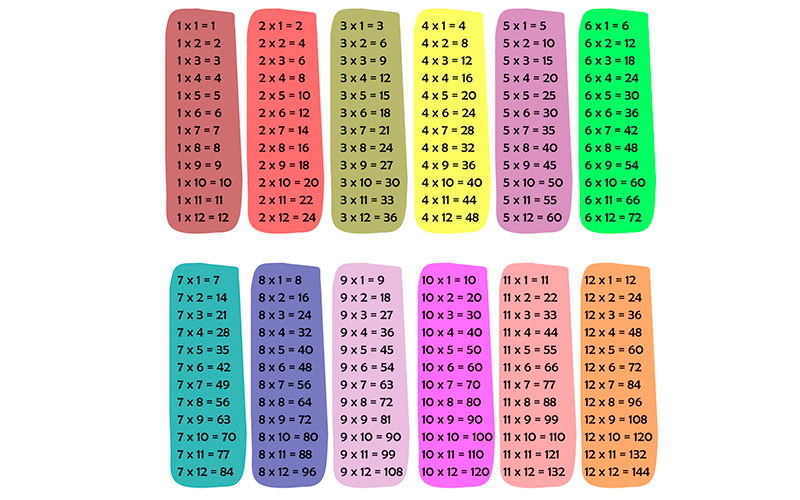 1 x 1 = 1
1 x 2 = 2
1 x 3 = 3
1 x 4 = 4
1 x 5 = 5
1 x 6 = 6
1 x 7 = 7
1 x 8 = 8
1 x 9 = 9
1 x 10 = 10
1 x 11 = 11
1 x 12 = 12
2 x 1 = 2
2 x 2 = 4
2 x 3 = 6
2 x 4 = 8
2 x 5 = 10
2 x 6 = 12
2 x 7 = 14
2 x 8 = 16
2 x 9 = 18
2 x 10 = 20
2 x 11 = 22
2 x 12 = 24
3 x 1 = 3
3 x 2 = 6
3 x 3 = 9
3 x 4 = 12
3 x 5 = 15
3 x 6 = 18
3 x 7 = 21
3 x 8 = 24
3 x 9 = 27
3 x 10 = 30
3 x 11 = 33
3 x 12 = 36
4 x 1 = 4
4 x 2 = 8
4 x 3 = 12
4 x 4 = 16
4 x 5 = 20
4 x 6 = 24
4 x 7 = 28
4 x 8 = 32
4 x 9 = 36
4 x 10 = 40
4 x 11 = 44
4 x 12 = 48
5 x 1 = 5
5 x 2 = 10
5 x 3 = 15
5 x 4 = 20
5 x 5 = 25
5 x 6 = 30
5 x 7 = 35
5 x 8 = 40
5 x 9 = 45
5 x 10 = 50
5 x 11 = 55
5 x 12 = 60
6 x 1 = 6
6 x 2 = 12
6 x 3 = 18
6 x 4 = 24
6 x 5 = 30
6 x 6 = 36
6 x 7 = 42
6 x 8 = 48
6 x 9 = 54
6 x 10 = 60
6 x 11 = 66
6 x 12 = 72
7 x 1 = 7
7 x 2 = 14
7 x 3 = 21
7 x 4 = 28
7 x 5 = 35
7 x 6 = 42
7 x 7 = 49
7 x 8 = 56
7 x 9 = 63
7 x 10 = 70
7 x 11 = 77
7 x 12 = 84
8 x 1 = 8
8 x 2 = 16
8 x 3 = 24
8 x 4 = 32
8 x 5 = 40
8 x 6 = 48
8 x 7 = 56
8 x 8 = 64
8 x 9 = 72
8 x 10 = 80
8 x 11 = 88
8 x 12 = 96
9 x 1 = 9
9 x 2 = 18
9 x 3 = 27
9 x 4 = 36
9 x 5 = 45
9 x 6 = 54
9 x 7 = 63
9 x 8 = 72
9 x 9 = 81
9 x 10 = 90
9 x 11 = 99
9 x 12 = 108
10 x 1 = 10
10 x 2 = 20
10 x 3 = 30
10 x 4 = 40
10 x 5 = 50
10 x 6 = 60
10 x 7 = 70
10 x 8 = 80
10 x 9 = 90
10 x 10 = 100
10 x 11 = 110
10 x 12 = 120
11 x 1 = 11
11 x 2 = 22
11 x 3 = 33
11 x 4 = 44
11 x 5 = 55
11 x 6 = 66
11 x 7 = 77
11 x 8 = 88
11 x 9 = 99
11 x 10 = 110
11 x 11 = 121
11 x 12 = 132
12 x 1 = 12
12 x 2 = 24
12 x 3 = 36
12 x 4 = 48
12 x 5 = 60
12 x 6 = 72
12 x 7 = 84
12 x 8 = 96
12 x 9 = 108
12 x 10 = 120
12 x 11 = 132
12 x 12 = 144